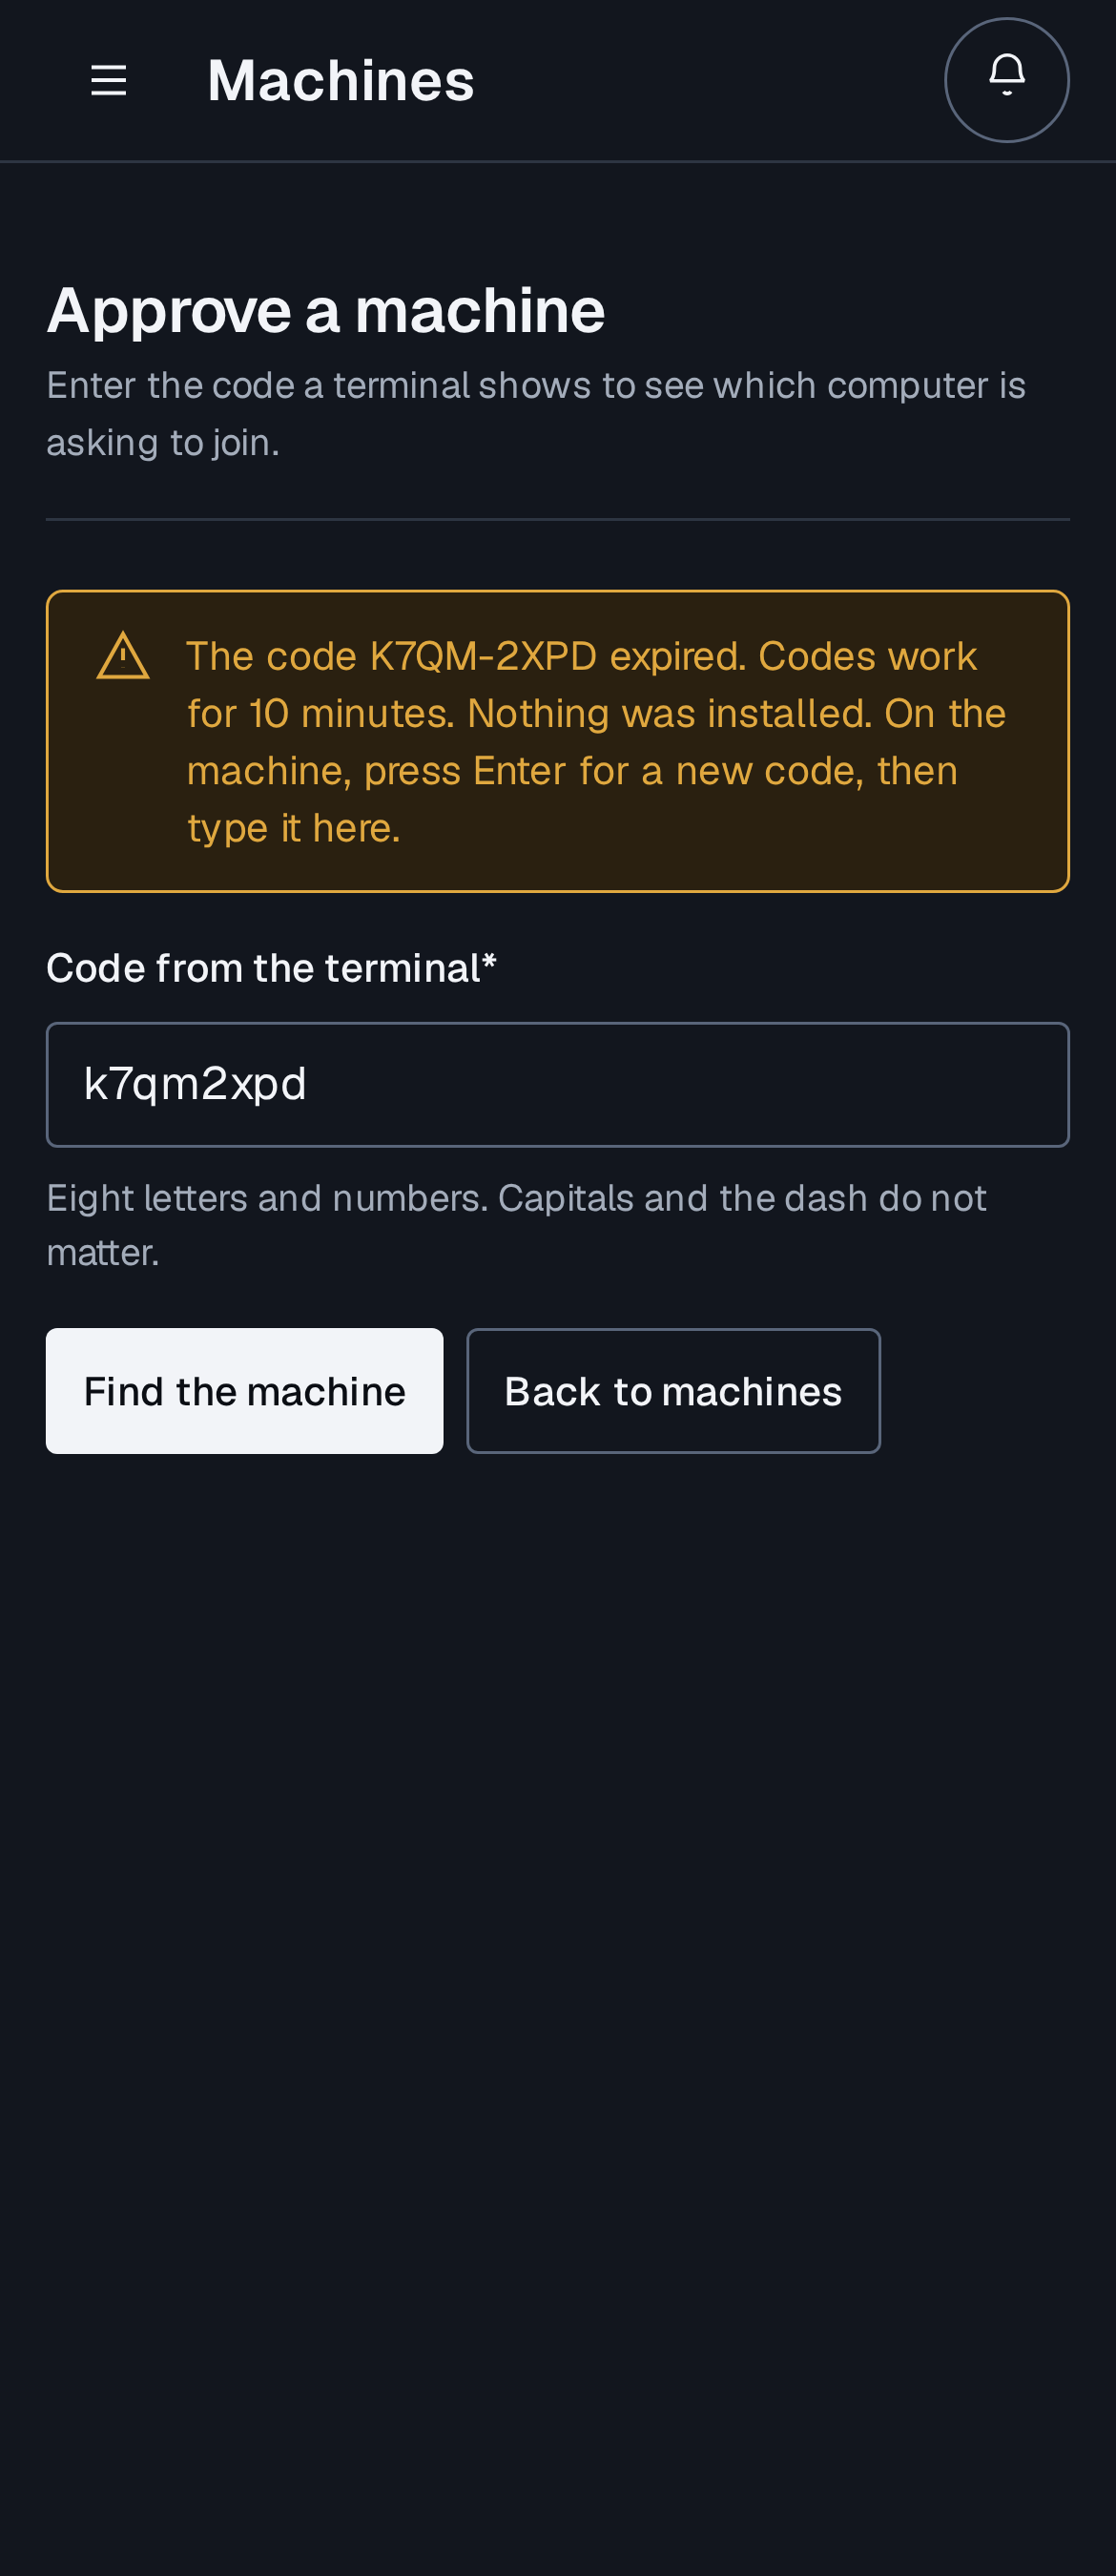 Machines
Approve a machine
Enter the code a terminal shows to see which computer is
asking to join.
The code K7QM-2XPD expired. Codes work
for 10 minutes. Nothing was installed. On the
machine, press Enter for a new code, then
type it here.
Code from the terminal*
k7qm2xpd
Eight letters and numbers. Capitals and the dash do not
matter.
Find the machine
Back to machines